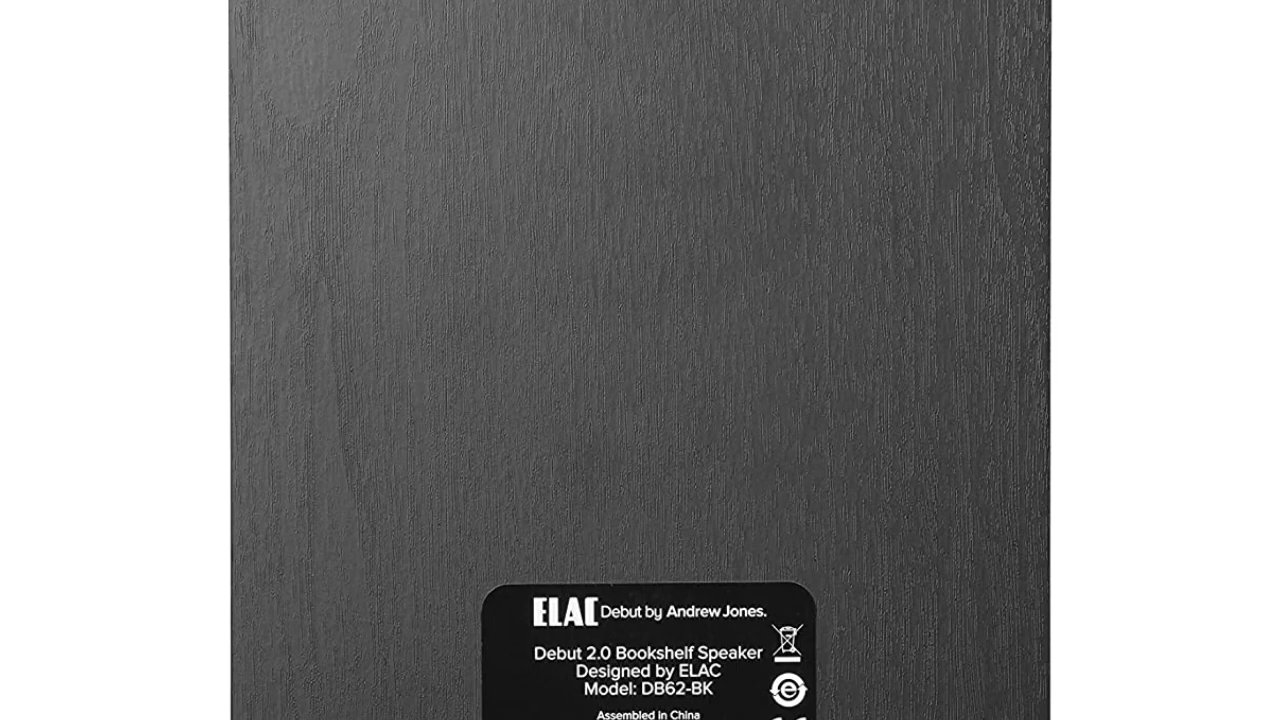 ELAC Debut by Andrew Jones.
Debut 2.0 Bookshelf Speaker
Designed by ELAC
Model: DB62-BK
Assembled in China